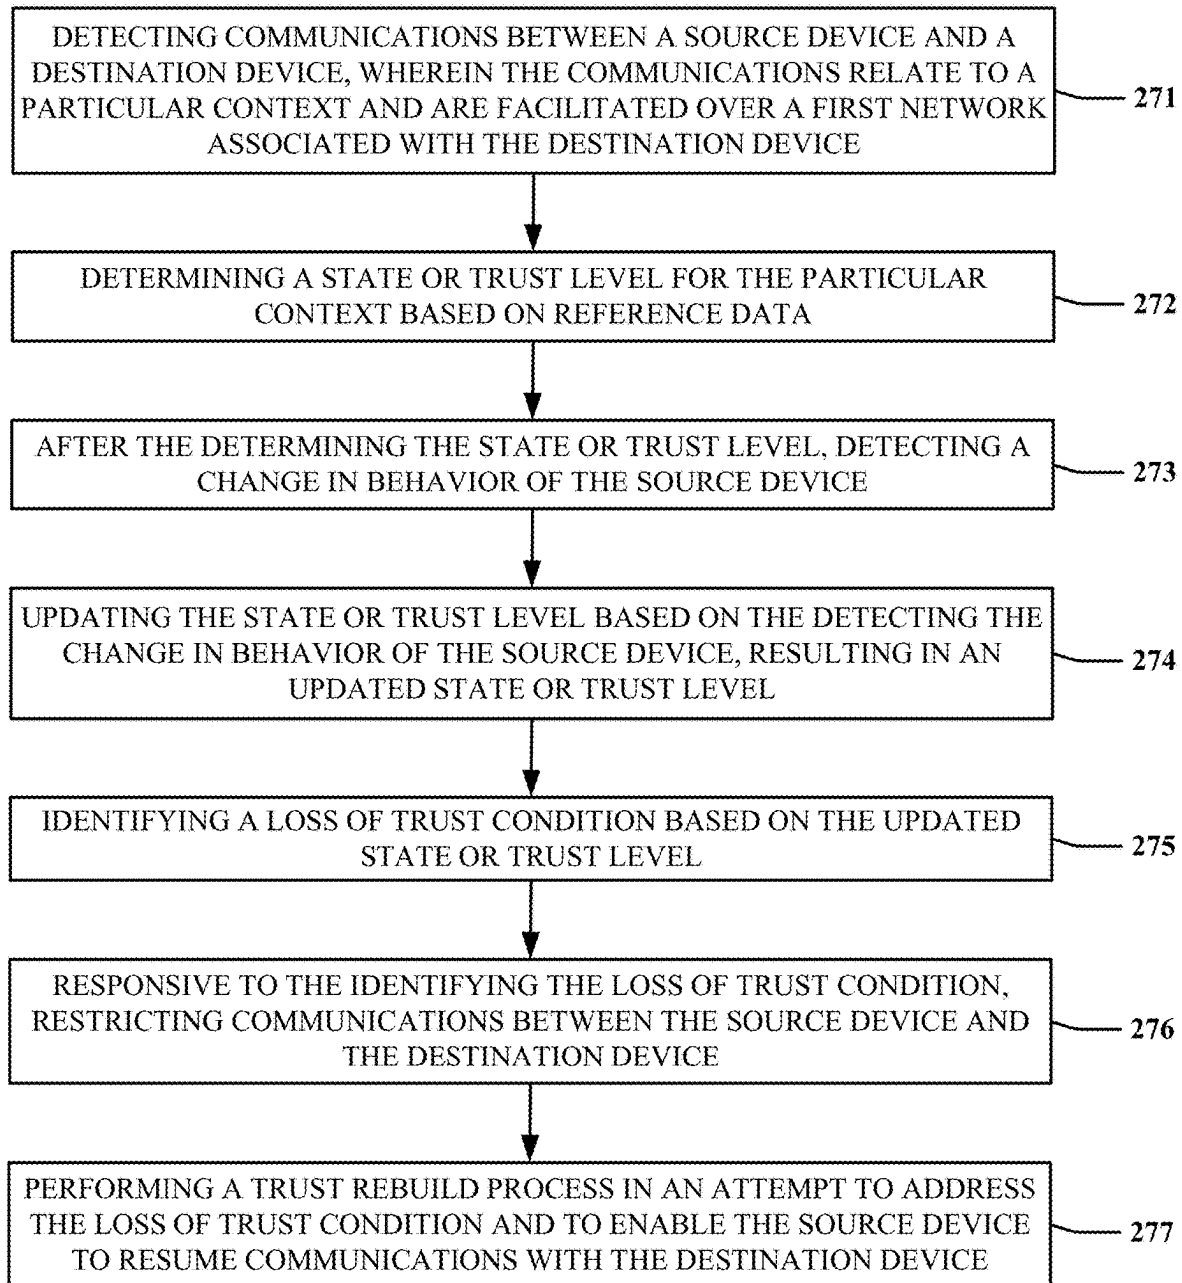 DETECTING COMMUNICATIONS BETWEEN A SOURCE DEVICE AND A
DESTINATION DEVICE, WHEREIN THE COMMUNICATIONS RELATE TO A
PARTICULAR CONTEXT AND ARE FACILITATED OVER A FIRST NETWORK
ASSOCIATED WITH THE DESTINATION DEVICE
271
DETERMINING A STATE OR TRUST LEVEL FOR THE PARTICULAR
CONTEXT BASED ON REFERENCE DATA
272
AFTER THE DETERMINING THE STATE OR TRUST LEVEL, DETECTING A
CHANGE IN BEHAVIOR OF THE SOURCE DEVICE
273
UPDATING THE STATE OR TRUST LEVEL BASED ON THE DETECTING THE
CHANGE IN BEHAVIOR OF THE SOURCE DEVICE, RESULTING IN AN
UPDATED STATE OR TRUST LEVEL
274
IDENTIFYING A LOSS OF TRUST CONDITION BASED ON THE UPDATED
STATE OR TRUST LEVEL
275
RESPONSIVE TO THE IDENTIFYING THE LOSS OF TRUST CONDITION,
RESTRICTING COMMUNICATIONS BETWEEN THE SOURCE DEVICE AND
THE DESTINATION DEVICE
276
PERFORMING A TRUST REBUILD PROCESS IN AN ATTEMPT TO ADDRESS
THE LOSS OF TRUST CONDITION AND TO ENABLE THE SOURCE DEVICE
TO RESUME COMMUNICATIONS WITH THE DESTINATION DEVICE
277